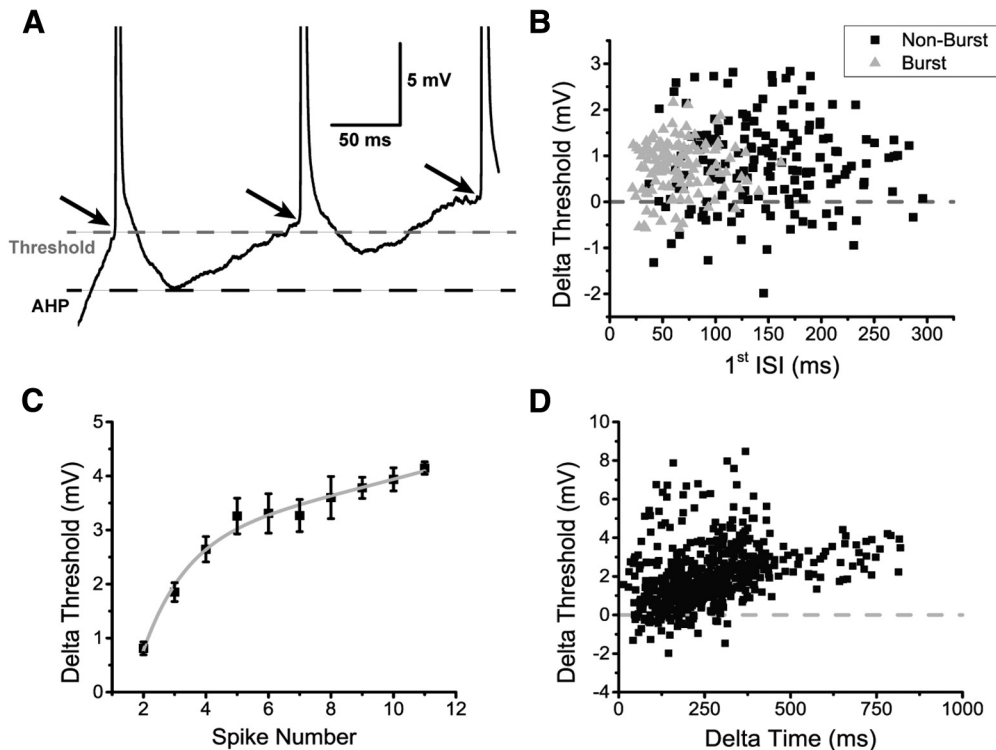 A
5 mV
50 ms
Threshold
AHP
B
Non-Burst
Burst
Delta Threshold (mV)
3
2
1
0
-1
-2
0 50 100 150 200 250 300
1st ISI (ms)
C
Delta Threshold (mV)
5
4
3
2
1
0
2 4 6 8 10 12
Spike Number
D
Delta Threshold (mV)
10
8
6
4
2
0
-2
-4
0 250 500 750 1000
Delta Time (ms)